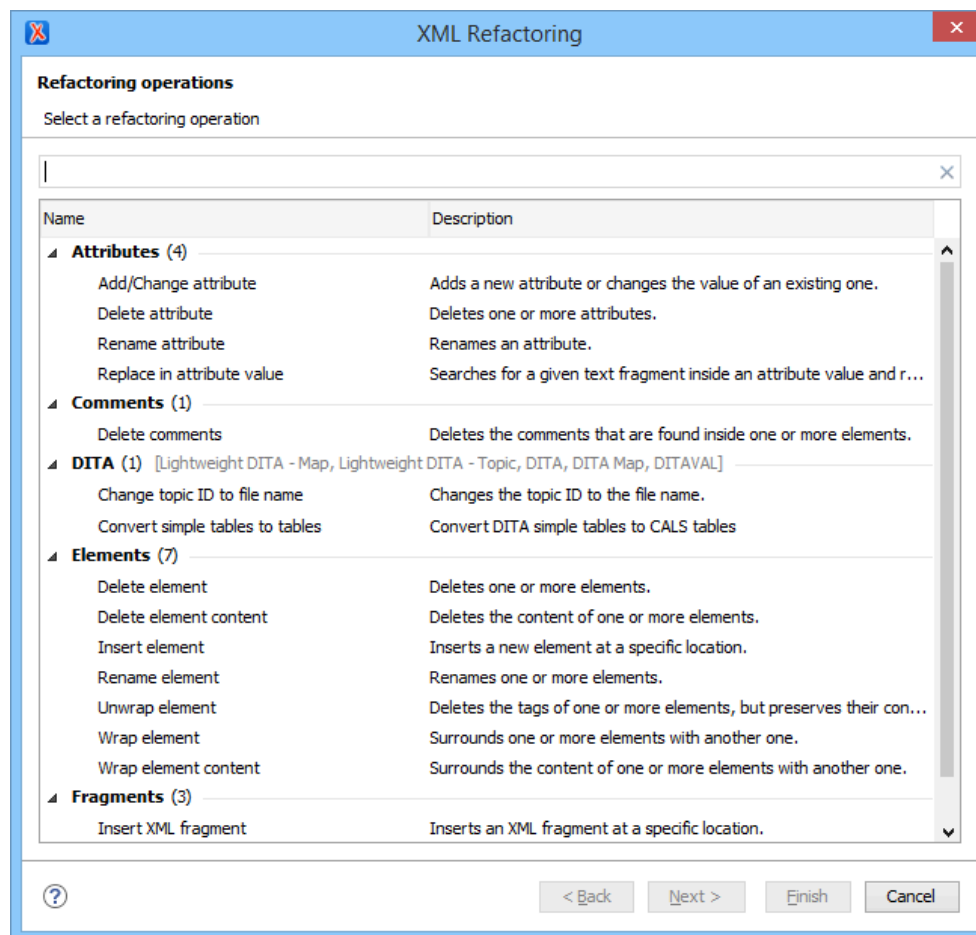 XML Refactoring
Refactoring operations
Select a refactoring operation
Name Description
Attributes (4)
Add/Change attribute Adds a new attribute or changes the value of an existing one.
Delete attribute Deletes one or more attributes.
Rename attribute Renames an attribute.
Replace in attribute value Searches for a given text fragment inside an attribute value and r...
Comments (1)
Delete comments Deletes the comments that are found inside one or more elements.
DITA (1) [Lightweight DITA - Map, Lightweight DITA - Topic, DITA, DITA Map, DITAVAL]
Change topic ID to file name Changes the topic ID to the file name.
Convert simple tables to tables Convert DITA simple tables to CALS tables
Elements (7)
Delete element Deletes one or more elements.
Delete element content Deletes the content of one or more elements.
Insert element Inserts a new element at a specific location.
Rename element Renames one or more elements.
Unwrap element Deletes the tags of one or more elements, but preserves their con...
Wrap element Surrounds one or more elements with another one.
Wrap element content Surrounds the content of one or more elements with another one.
Fragments (3)
Insert XML fragment Inserts an XML fragment at a specific location.
? < Back Next > Finish Cancel